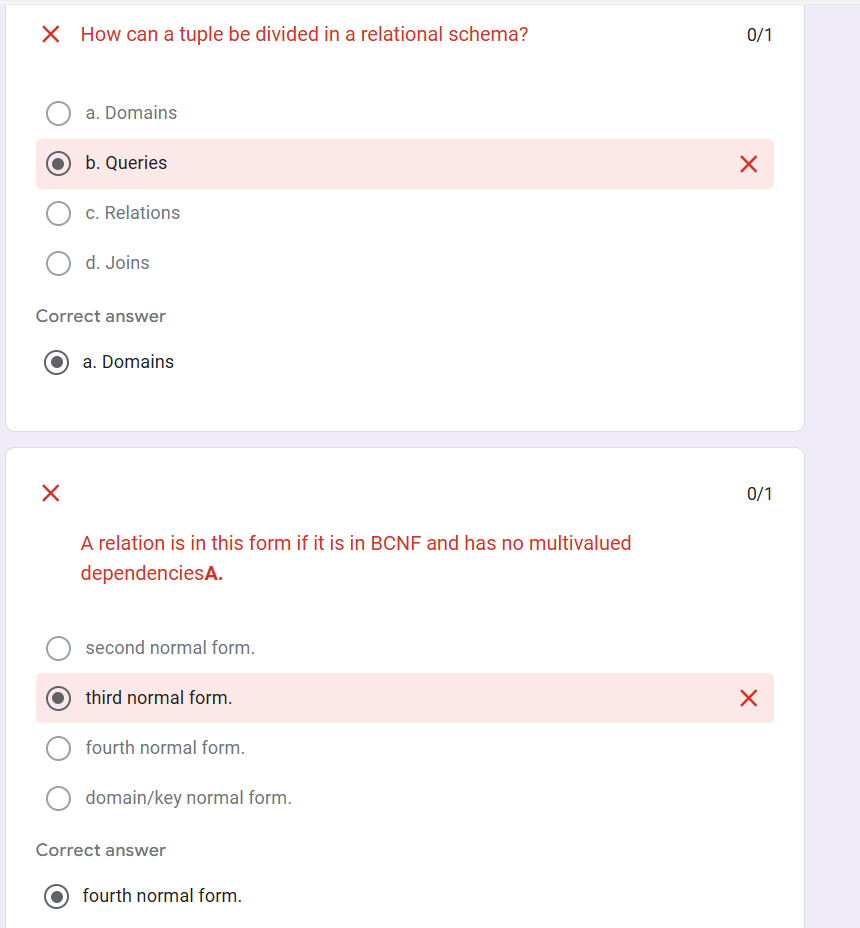 How can a tuple be divided in a relational schema?
0/1
a. Domains
b. Queries
c. Relations
d. Joins
Correct answer
a. Domains
0/1
A relation is in this form if it is in BCNF and has no multivalued
dependenciesA.
second normal form.
third normal form.
fourth normal form.
domain/key normal form.
Correct answer
fourth normal form.